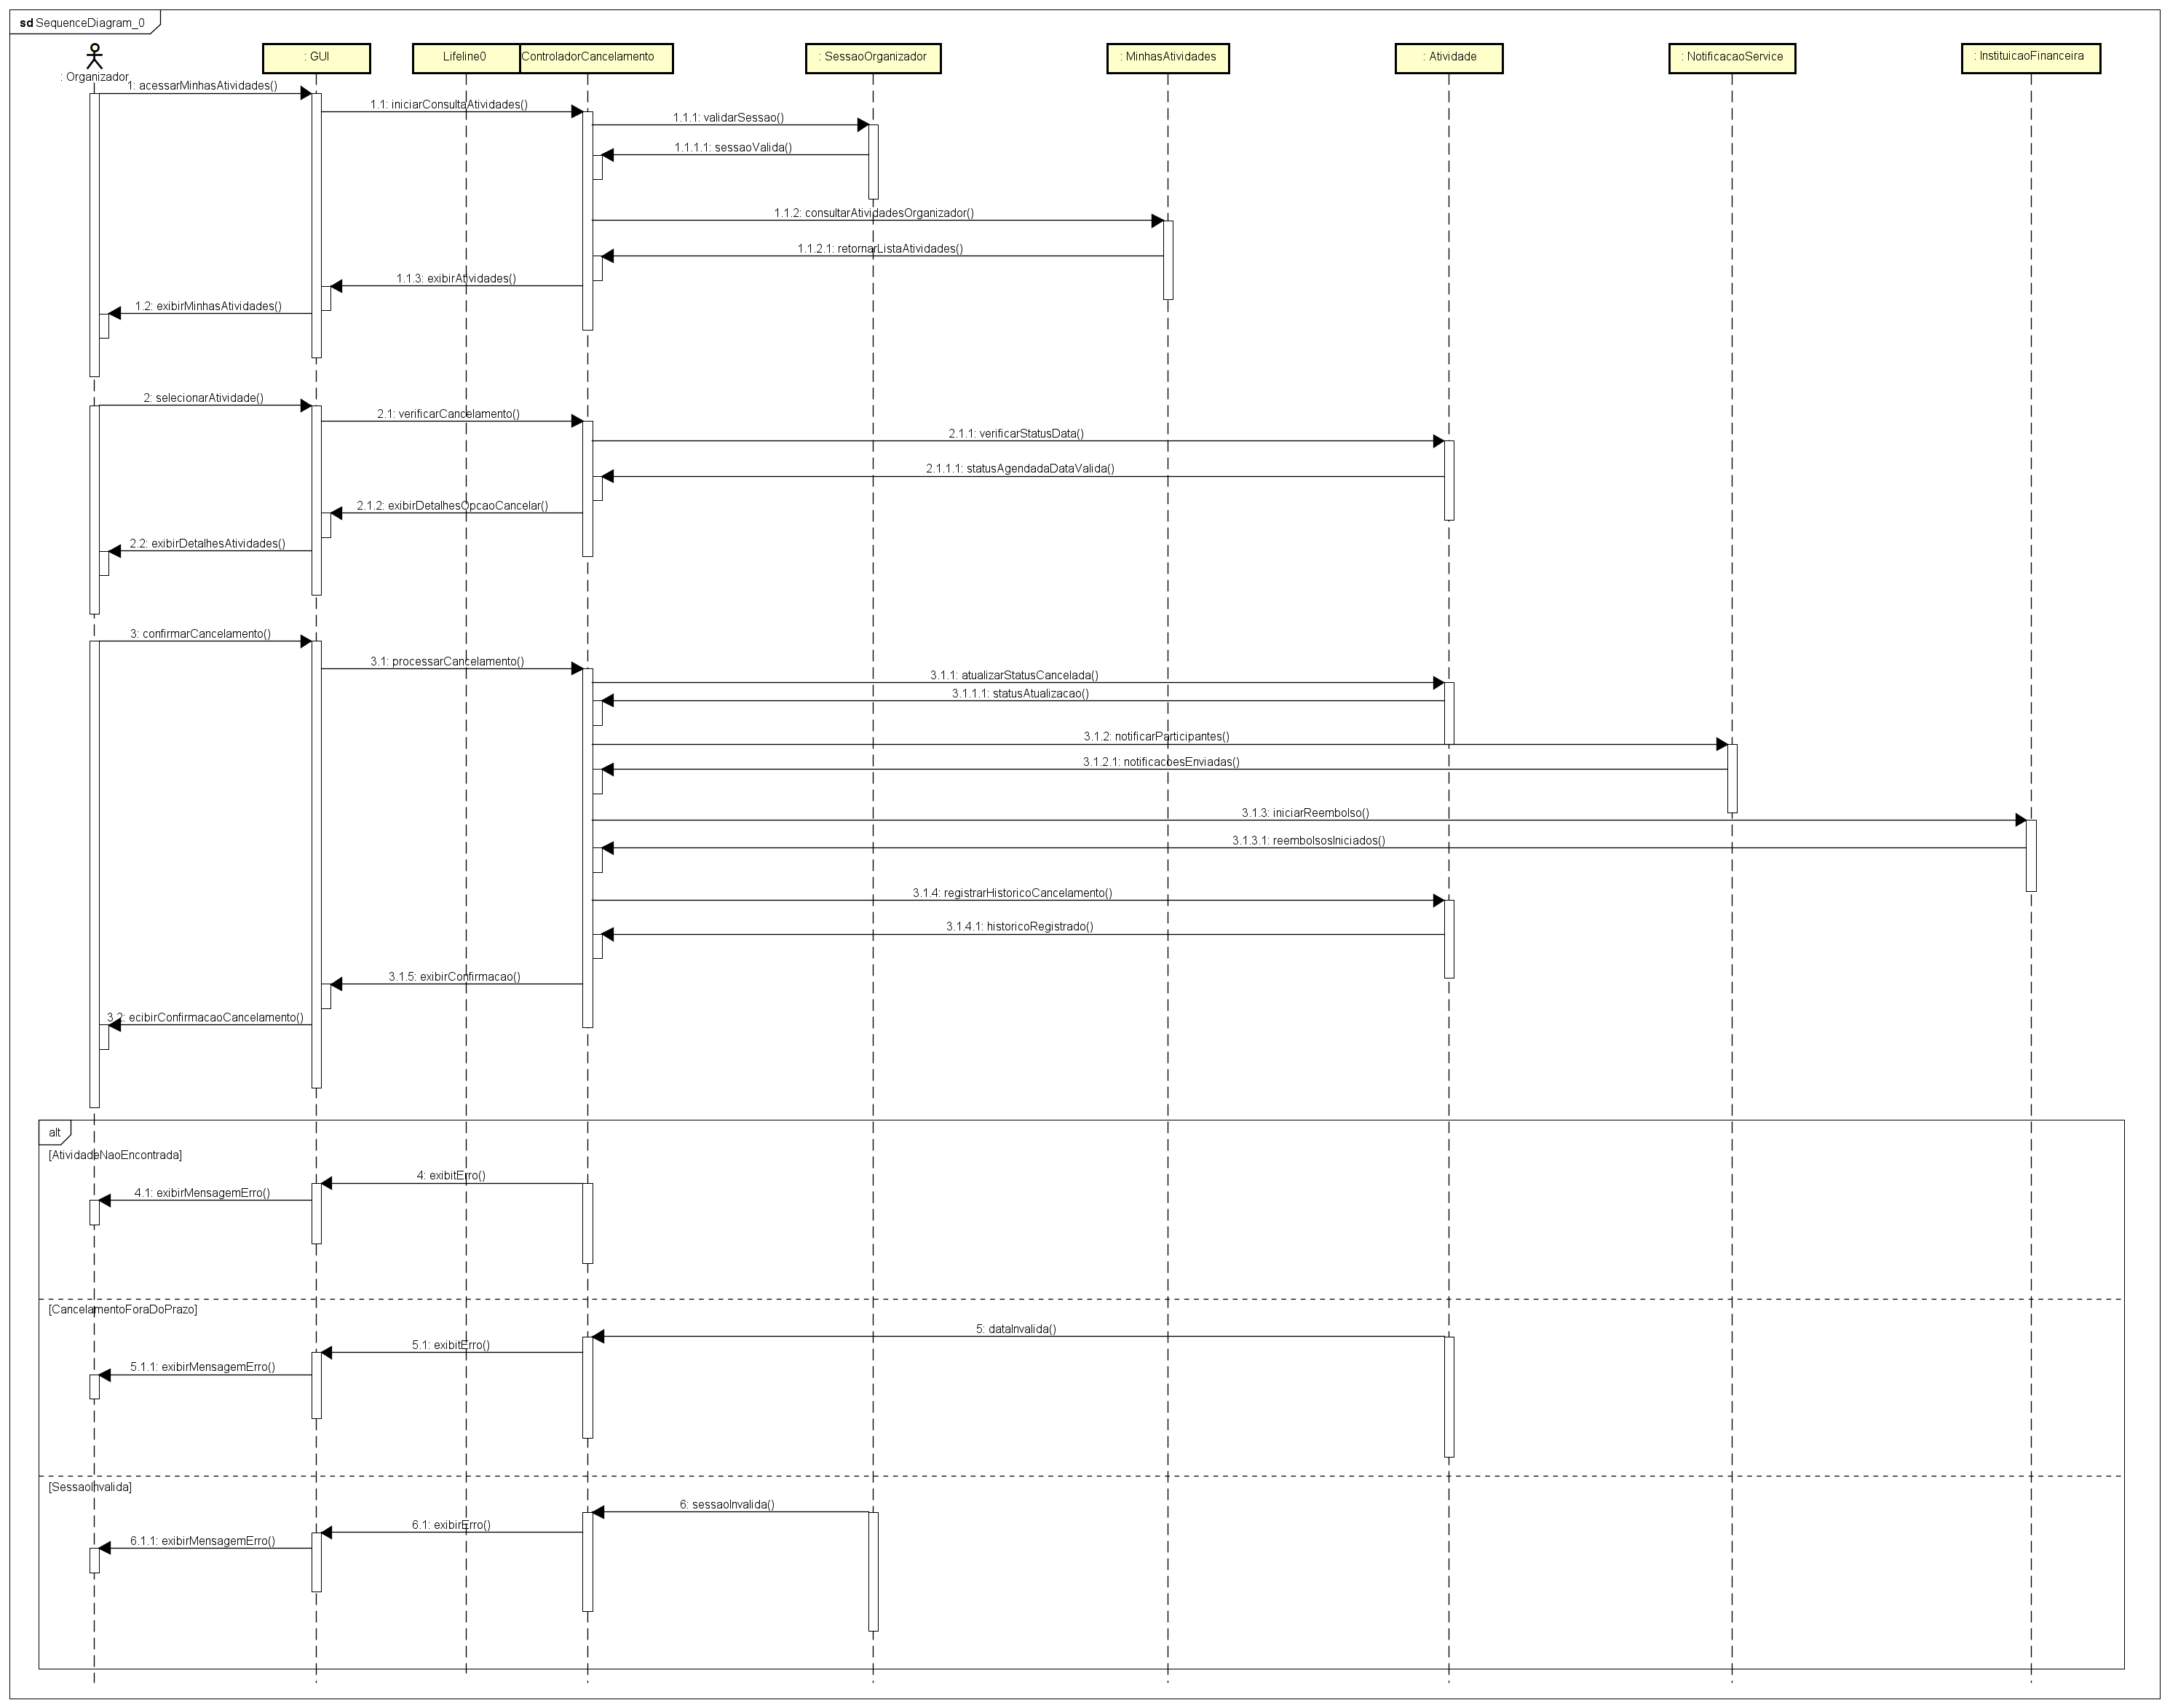 sd SequenceDiagram_0
: Organizador
: GUI
Lifeline0
ControladorCancelamento
: SessaoOrganizador
: MinhasAtividades
: Atividade
: NotificacaoService
: InstituicaoFinanceira
1: acessarMinhasAtividades()
1.1: iniciarConsultaAtividades()
1.1.1: validarSessao()
1.1.1.1: sessaoValida()
1.1.2: consultarAtividadesOrganizador()
1.1.2.1: retornarListaAtividades()
1.1.3: exibirAtividades()
1.2: exibirMinhasAtividades()
2: selecionarAtividade()
2.1: verificarCancelamento()
2.1.1: verificarStatusData()
2.1.1.1: statusAgendadaDataValida()
2.1.2: exibirDetalhesOpcaoCancelar()
2.2: exibirDetalhesAtividades()
3: confirmarCancelamento()
3.1: processarCancelamento()
3.1.1: atualizarStatusCancelada()
3.1.1.1: statusAtualizacao()
3.1.2: notificarParticipantes()
3.1.2.1: notificacoesEnviadas()
3.1.3: iniciarReembolso()
3.1.3.1: reembolsosIniciados()
3.1.4: registrarHistoricoCancelamento()
3.1.4.1: historicoRegistrado()
3.1.5: exibirConfirmacao()
3.2: ecibirConfirmacaoCancelamento()
alt
[AtividadeNaoEncontrada]
4: exibitErro()
4.1: exibirMensagemErro()
[CancelamentoForaDoPrazo]
5: dataInvalida()
5.1: exibitErro()
5.1.1: exibirMensagemErro()
[SessaoInvalida]
6: sessaoInvalida()
6.1: exibirErro()
6.1.1: exibirMensagemErro()